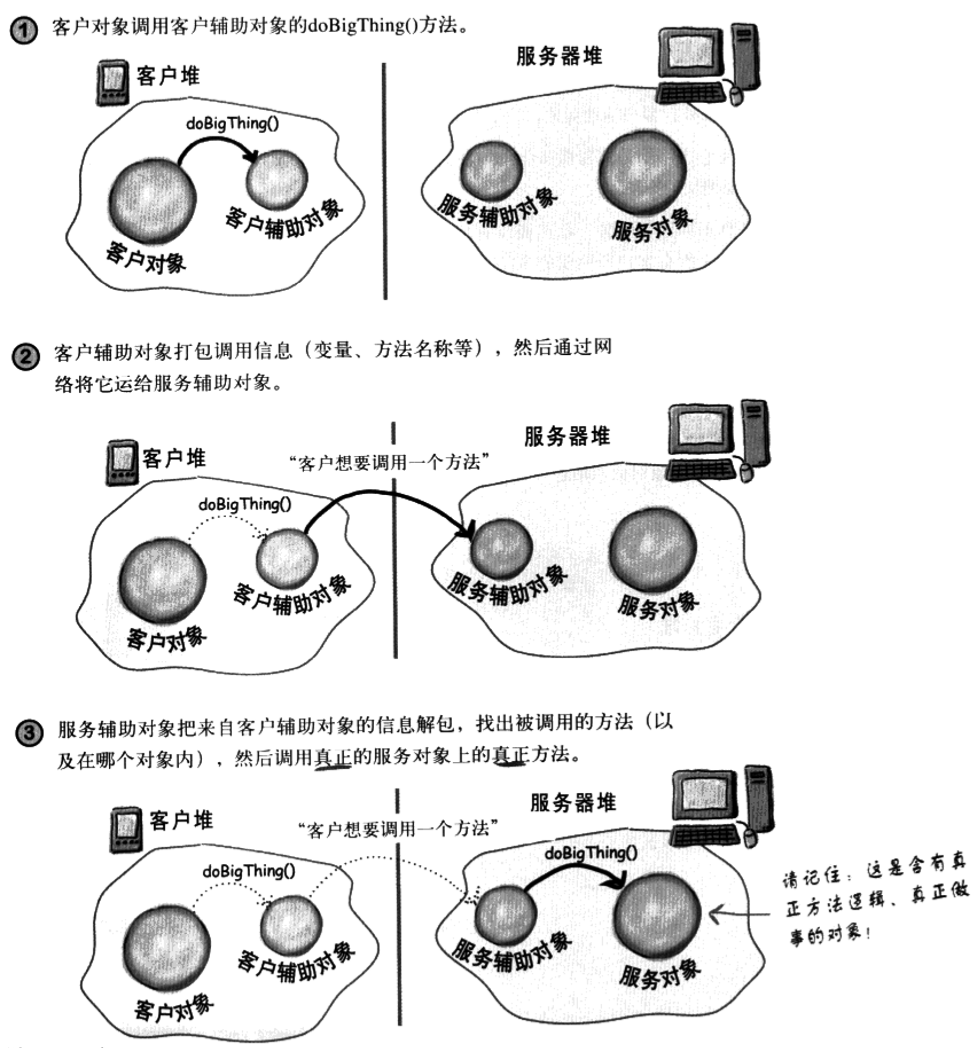 1 客户对象调用客户辅助对象的doBigThing()方法。
客户堆
服务器堆
doBigThing()
客户对象
客户辅助对象
服务辅助对象
服务对象
2 客户辅助对象打包调用信息（变量、方法名称等），然后通过网
络将它运给服务辅助对象。
客户堆
“客户想要调用一个方法”
服务器堆
doBigThing()
客户对象
客户辅助对象
服务辅助对象
服务对象
3 服务辅助对象把来自客户辅助对象的信息解包，找出被调用的方法（以
及在哪个对象内），然后调用真正的服务对象上的真正方法。
客户堆
“客户想要调用一个方法”
服务器堆
doBigThing()
doBigThing()
客户对象
客户辅助对象
服务辅助对象
服务对象
请记住：这是含有真
正方法逻辑、真正做
事的对象！